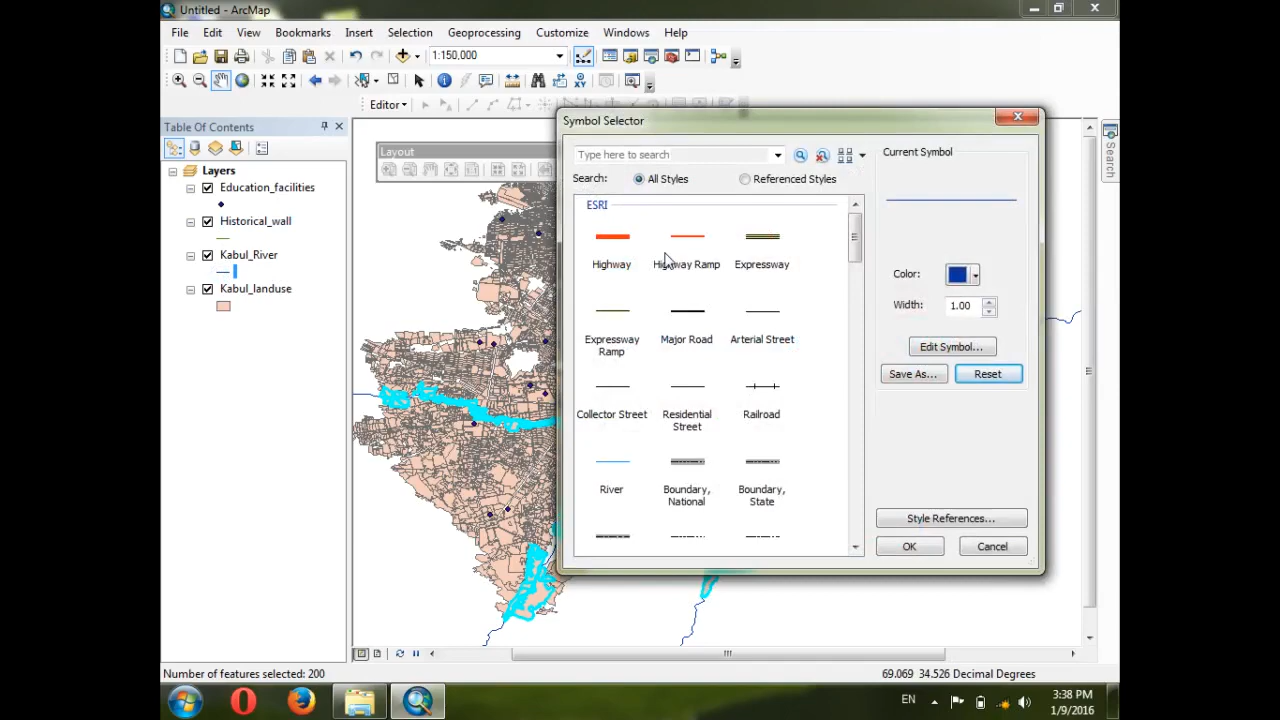 Untitled - ArcMap
File Edit View Bookmarks Insert Selection Geoprocessing Customize Windows Help
1:150,000
Editor
Table Of Contents
Layers
Education_facilities
Historical_wall
Kabul_River
Kabul_landuse
Layout
Symbol Selector
Type here to search
Search: All Styles Referenced Styles
ESRI
Highway Highway Ramp Expressway
Expressway Ramp Major Road Arterial Street
Collector Street Residential Street Railroad
River Boundary, National Boundary, State
Current Symbol
Color:
Width: 1.00
Edit Symbol...
Save As... Reset
Style References...
OK Cancel
Search
Number of features selected: 200
69.069 34.526 Decimal Degrees
EN
3:38 PM
1/9/2016